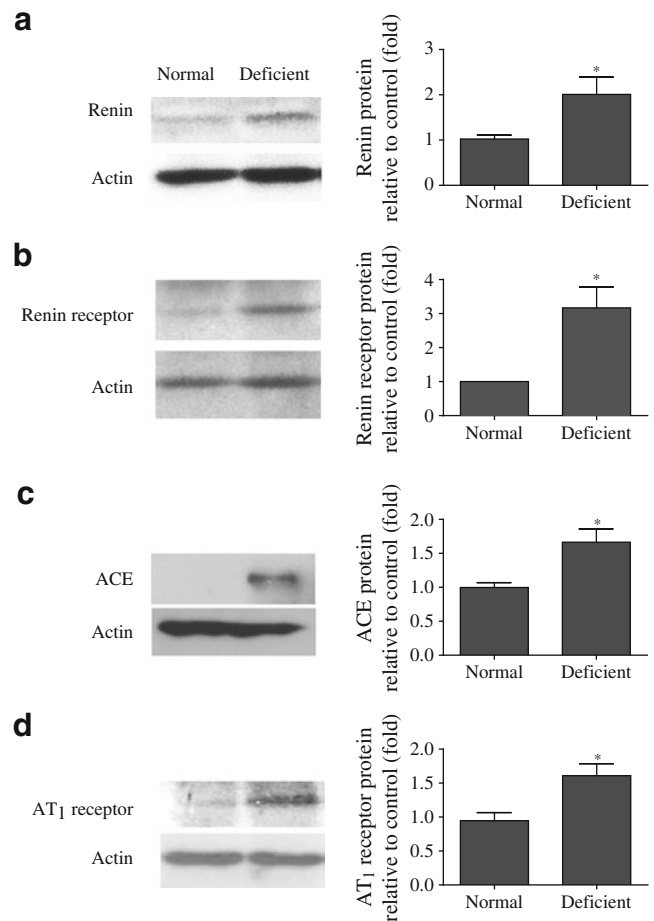 a
Normal Deficient
Renin
Actin
Renin protein
relative to control (fold)
3
2
1
0
*
Normal Deficient
b
Renin receptor
Actin
Renin receptor protein
relative to control (fold)
4
3
2
1
0
*
Normal Deficient
c
ACE
Actin
ACE protein
relative to control (fold)
2.0
1.5
1.0
0.5
0.0
*
Normal Deficient
d
AT1 receptor
Actin
AT1 receptor protein
relative to control (fold)
2.0
1.5
1.0
0.5
0.0
*
Normal Deficient